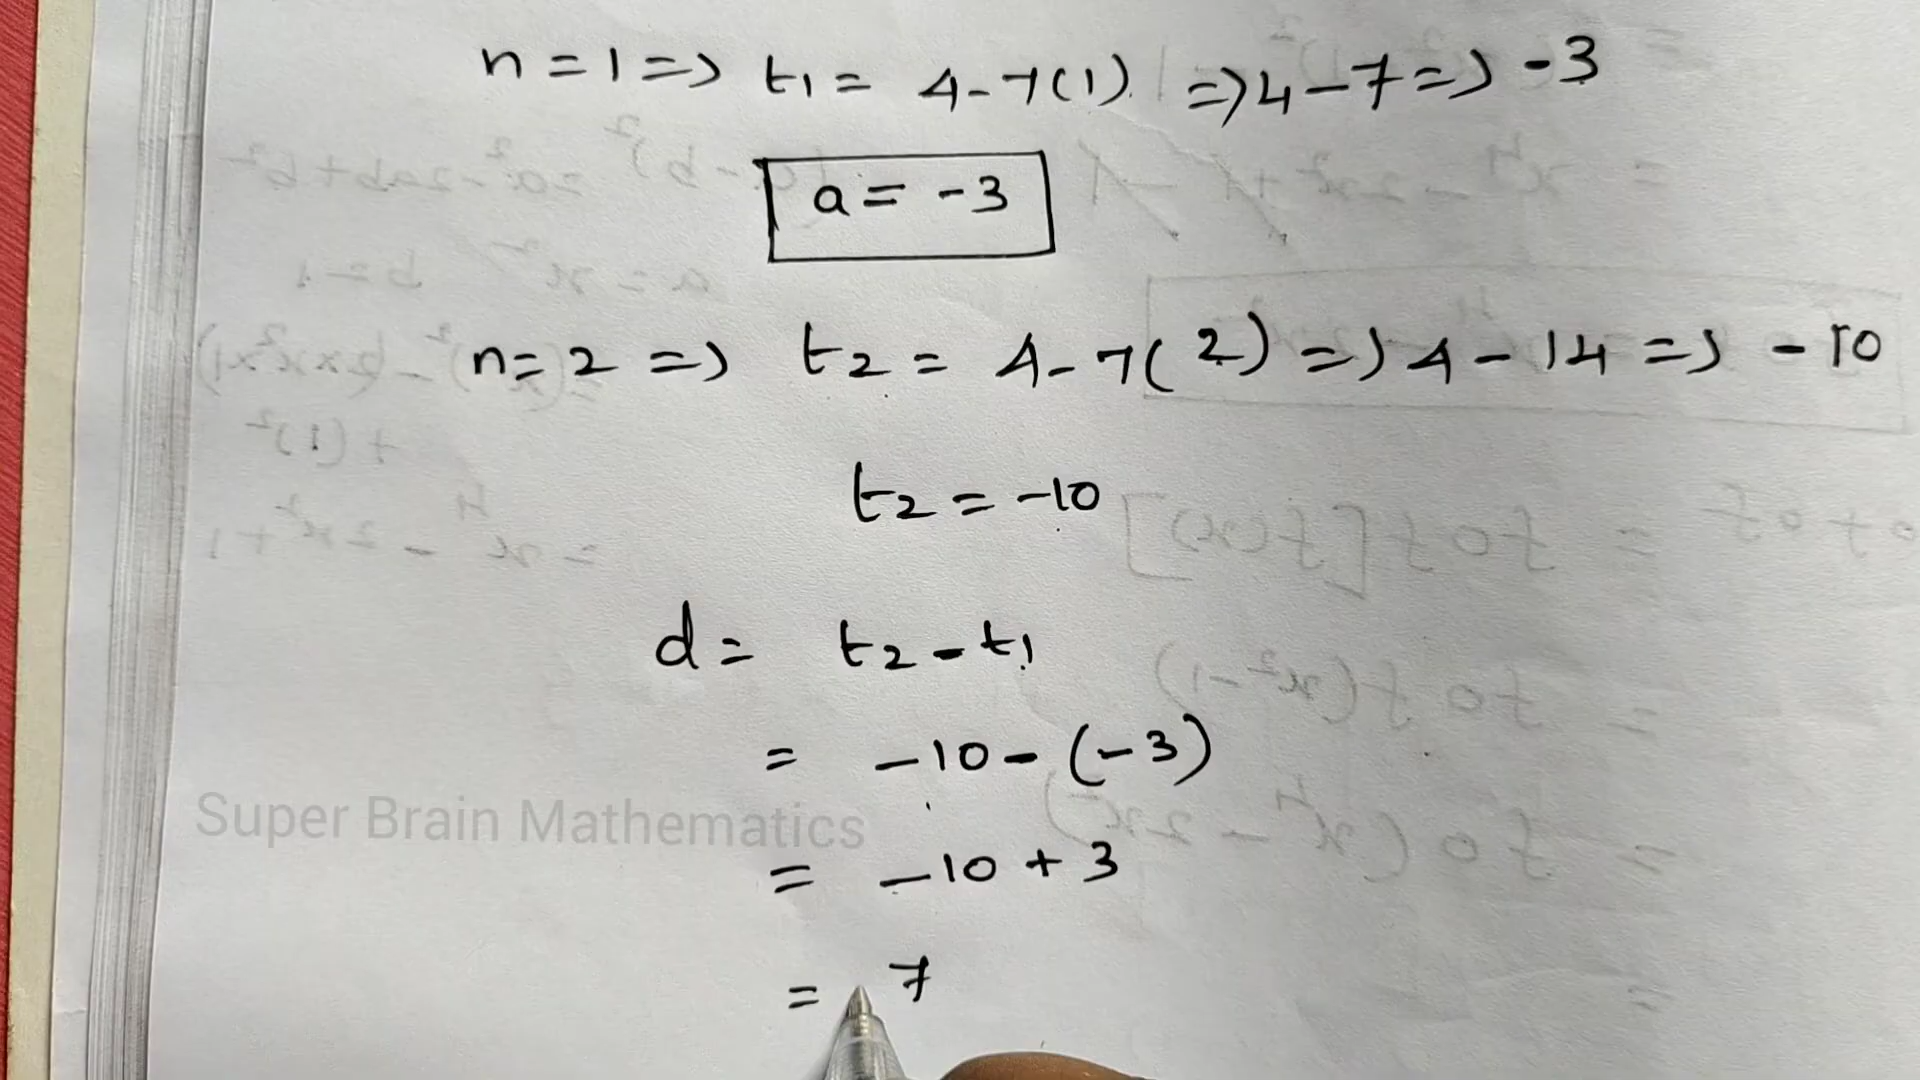 n = 1 => t1 = 4-7(1) => 4-7 => -3
a = -3
n = 2 => t2 = 4-7(2) => 4-14 => -10
t2 = -10
d = t2 - t1
= -10 - (-3)
Super Brain Mathematics
= -10 + 3
= 7